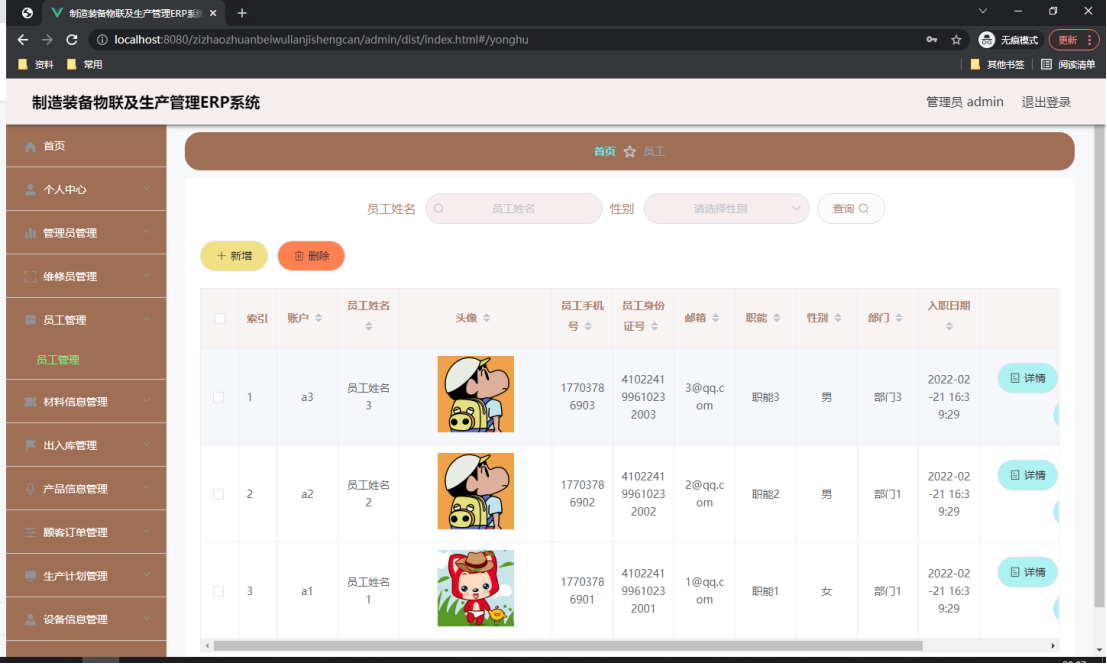 制造装备物联及生产管理ERP系
localhost:8080/zizhaozhuanbeiwulianjishengcan/admin/dist/index.html#/yonghu
无痕模式
更新
资料
常用
其他书签
阅读清单
制造装备物联及生产管理ERP系统
管理员 admin
退出登录
首页
个人中心
管理员管理
维修员管理
员工管理
员工管理
材料信息管理
出入库管理
产品信息管理
顾客订单管理
生产计划管理
设备信息管理
首页 员工
员工姓名 员工姓名 性别 请选择性别 查询
新增 删除
索引 账户 员工姓名 头像 员工手机号 员工身份证号 邮箱 职能 性别 部门 入职日期
1 a3 员工姓名3 17703786903 410224199610232003 3@qq.com 职能3 男 部门3 2022-02-21 16:39:29 详情
2 a2 员工姓名2 17703786902 410224199610232002 2@qq.com 职能2 男 部门1 2022-02-21 16:39:29 详情
3 a1 员工姓名1 17703786901 410224199610232001 1@qq.com 职能1 女 部门1 2022-02-21 16:39:29 详情